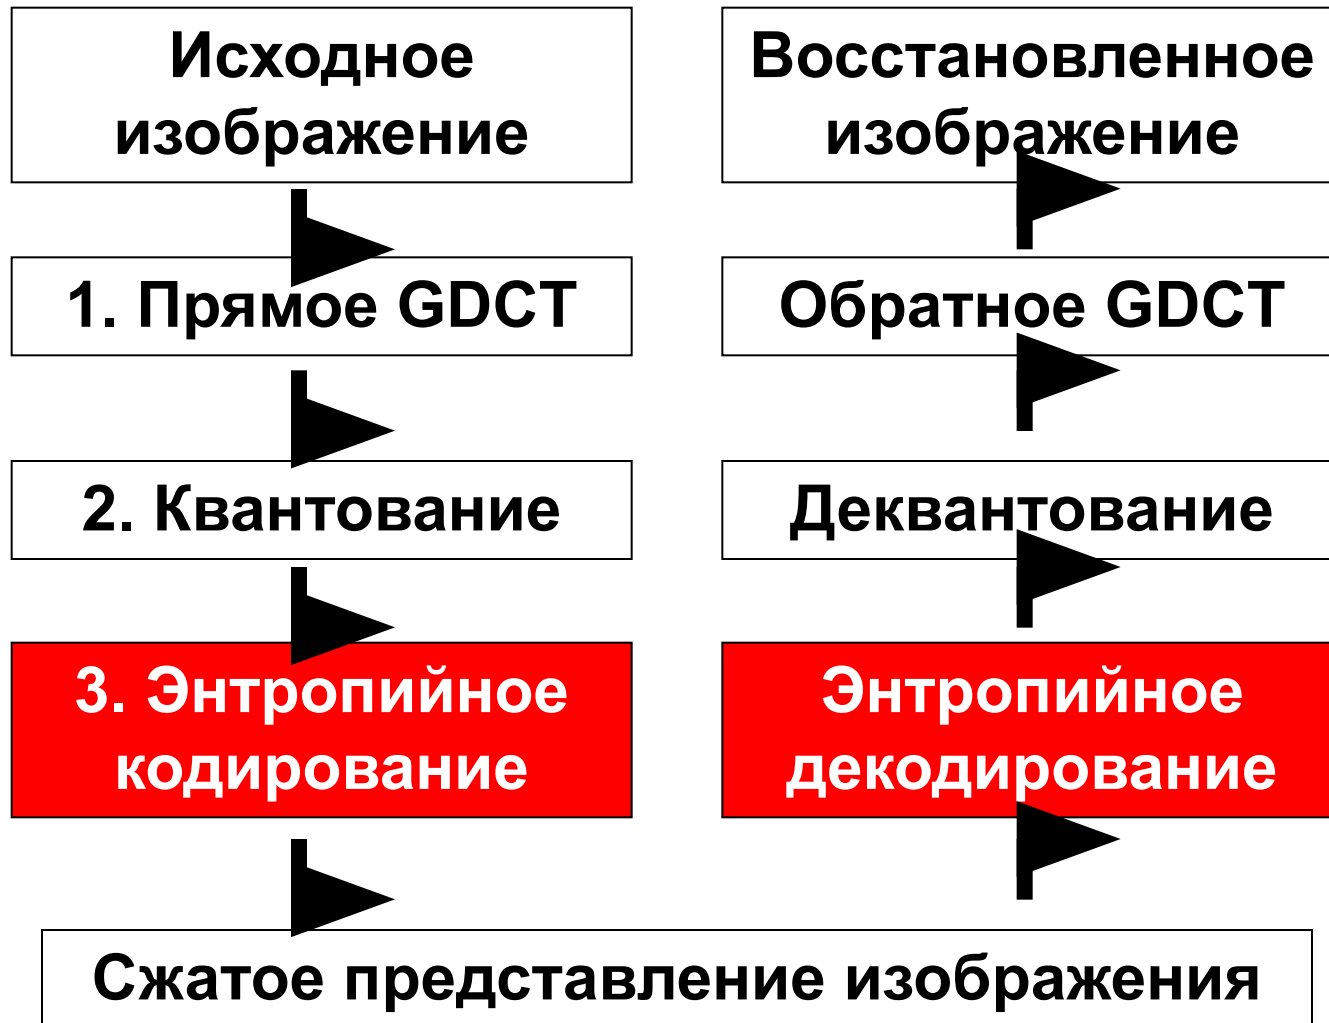 Исходное
изображение
1. Прямое GDCT
2. Квантование
3. Энтропийное
кодирование
Восстановленное
изображение
Обратное GDCT
Деквантование
Энтропийное
декодирование
Сжатое представление изображения